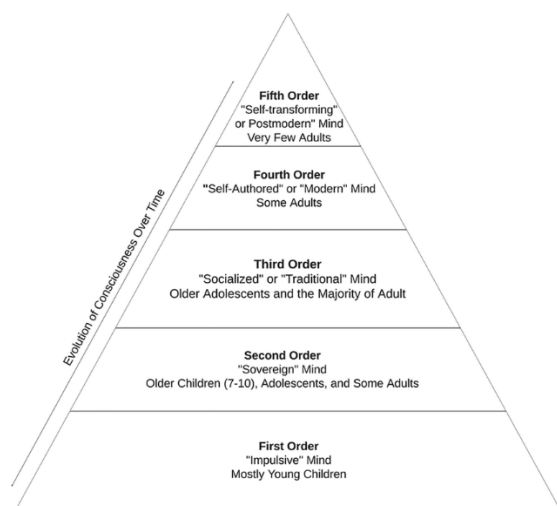 Fifth Order
"Self-transforming"
or Postmodern" Mind
Very Few Adults
Fourth Order
"Self-Authored" or "Modern" Mind
Some Adults
Third Order
"Socialized" or "Traditional" Mind
Older Adolescents and the Majority of Adult
Second Order
"Sovereign" Mind
Older Children (7-10), Adolescents, and Some Adults
First Order
"Impulsive" Mind
Mostly Young Children
Evolution of Consciousness Over Time